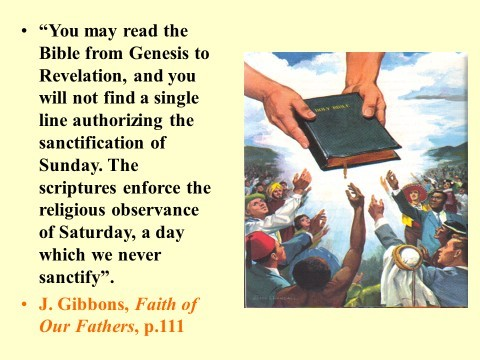 • “You may read the
Bible from Genesis to
Revelation, and you
will not find a single
line authorizing the
sanctification of
Sunday. The
scriptures enforce the
religious observance
of Saturday, a day
which we never
sanctify”.
• J. Gibbons, Faith of
Our Fathers, p.111
HOLY BIBLE